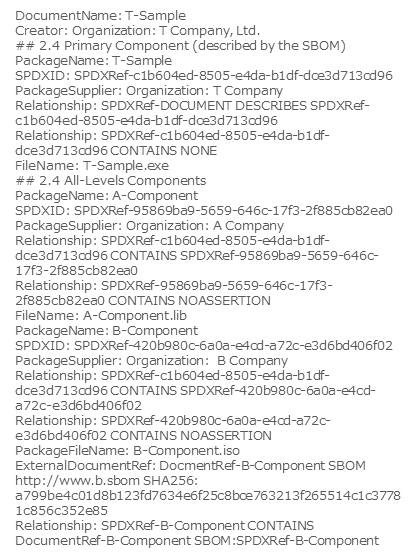 DocumentName: T-Sample
Creator: Organization: T Company, Ltd.
## 2.4 Primary Component (described by the SBOM)
PackageName: T-Sample
SPDXID: SPDXRef-c1b604ed-8505-e4da-b1df-dce3d713cd96
PackageSupplier: Organization: T Company
Relationship: SPDXRef-DOCUMENT DESCRIBES SPDXRef-
c1b604ed-8505-e4da-b1df-dce3d713cd96
Relationship: SPDXRef-c1b604ed-8505-e4da-b1df-
dce3d713cd96 CONTAINS NONE
FileName: T-Sample.exe
## 2.4 All-Levels Components
PackageName: A-Component
SPDXID: SPDXRef-95869ba9-5659-646c-17f3-2f885cb82ea0
PackageSupplier: Organization: A Company
Relationship: SPDXRef-c1b604ed-8505-e4da-b1df-
dce3d713cd96 CONTAINS SPDXRef-95869ba9-5659-646c-
17f3-2f885cb82ea0
Relationship: SPDXRef-95869ba9-5659-646c-17f3-
2f885cb82ea0 CONTAINS NOASSERTION
FileName: A-Component.lib
PackageName: B-Component
SPDXID: SPDXRef-420b980c-6a0a-e4cd-a72c-e3d6bd406f02
PackageSupplier: Organization:  B Company
Relationship: SPDXRef-c1b604ed-8505-e4da-b1df-
dce3d713cd96 CONTAINS SPDXRef-420b980c-6a0a-e4cd-
a72c-e3d6bd406f02
Relationship: SPDXRef-420b980c-6a0a-e4cd-a72c-
e3d6bd406f02 CONTAINS NOASSERTION
PackageFileName: B-Component.iso
ExternalDocumentRef: DocmentRef-B-Component SBOM
http://www.b.sbom SHA256:
a799be4c01d8b123fd7634e6f25c8bce763213f265514c1c3778
1c856c352e85
Relationship: SPDXRef-B-Component CONTAINS
DocumentRef-B-Component SBOM:SPDXRef-B-Component